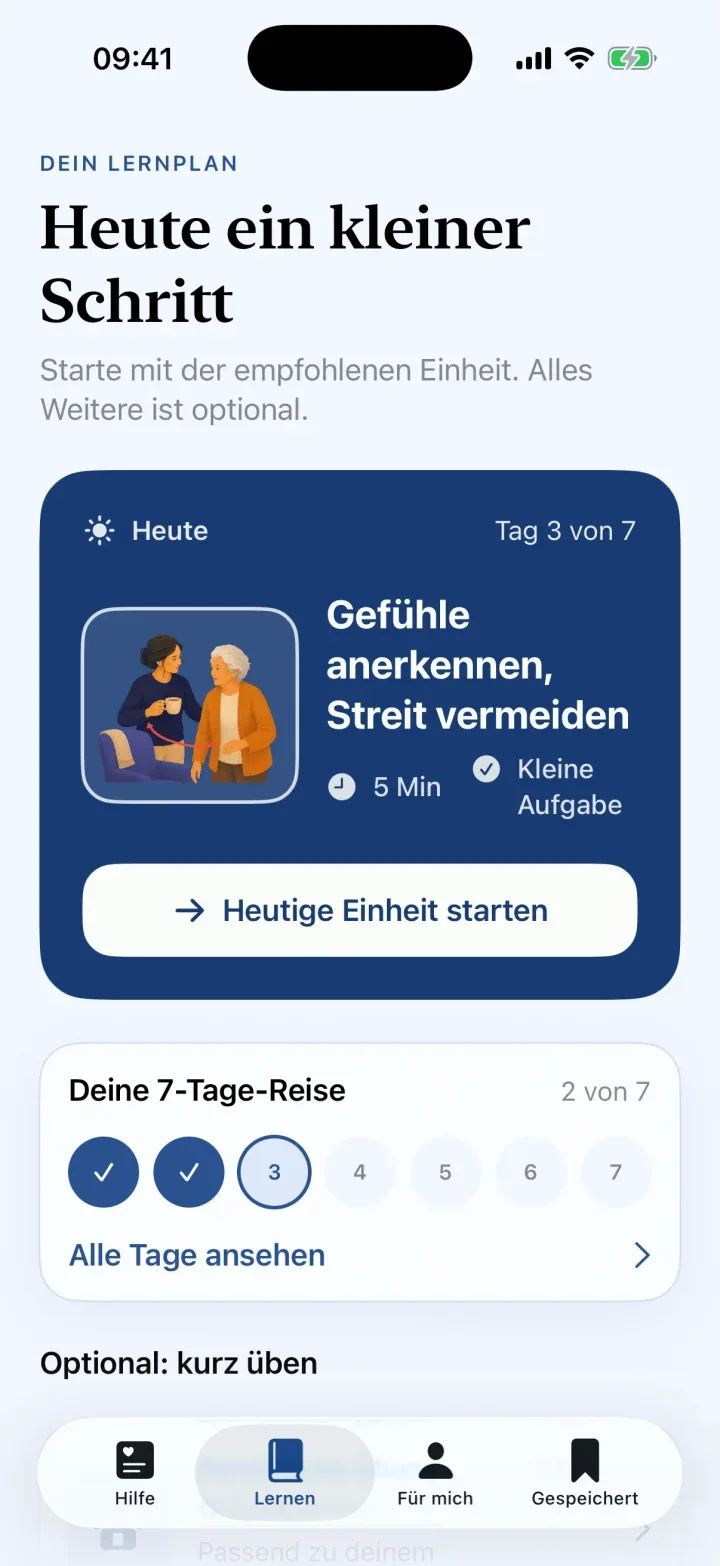 09:41
DEIN LERNPLAN
Heute ein kleiner
Schritt
Starte mit der empfohlenen Einheit. Alles
Weitere ist optional.
Heute
Tag 3 von 7
Gefühle
anerkennen,
Streit vermeiden
5 Min
Kleine
Aufgabe
→ Heutige Einheit starten
Deine 7-Tage-Reise
2 von 7
3 4 5 6 7
Alle Tage ansehen
Optional: kurz üben
Hilfe
Lernen
Für mich
Gespeichert
Passend zu deinem